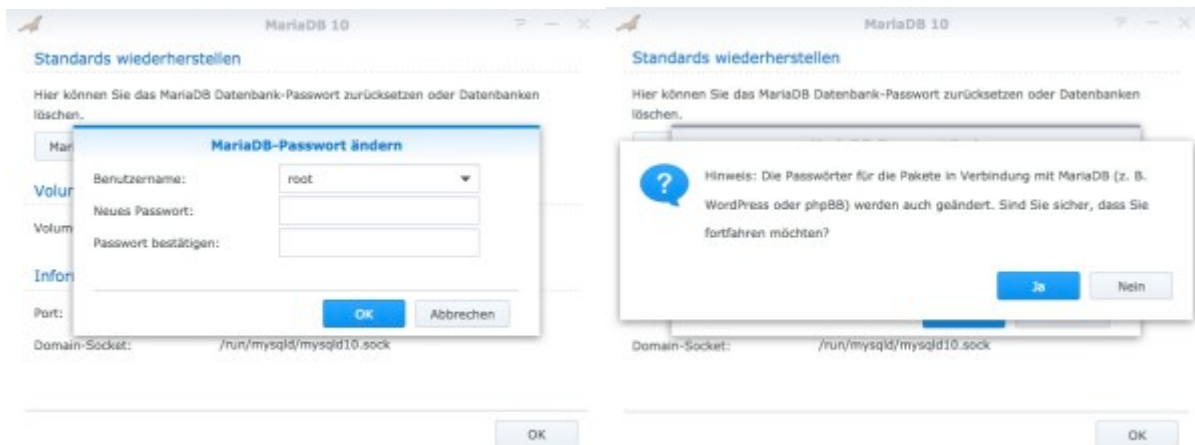 MariaDB 10
Standards wiederherstellen
Hier können Sie das MariaDB Datenbank-Passwort zurücksetzen oder Datenbanken
löschen.
MariaDB-Passwort ändern
Benutzername:
root
Neues Passwort:
Passwort bestätigen:
Port:
OK
Abbrechen
Domain-Socket:
/run/mysqld/mysqld10.sock
OK
MariaDB 10
Standards wiederherstellen
Hier können Sie das MariaDB Datenbank-Passwort zurücksetzen oder Datenbanken
löschen.
Hinweis: Die Passwörter für die Pakete in Verbindung mit MariaDB (z. B.
WordPress oder phpBB) werden auch geändert. Sind Sie sicher, dass Sie
fortfahren möchten?
Ja
Nein
Domain-Socket:
/run/mysqld/mysqld10.sock
OK